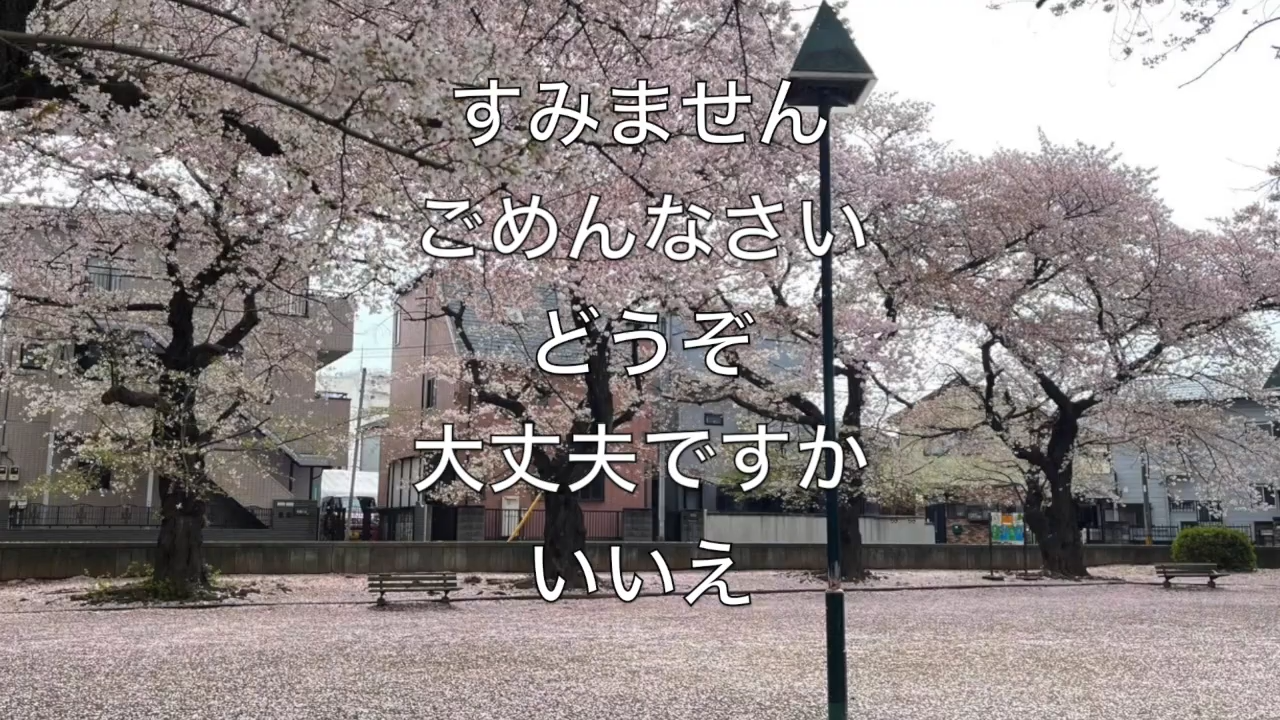 すみません
ごめんなさい
どうぞ
大丈夫ですか
いいえ